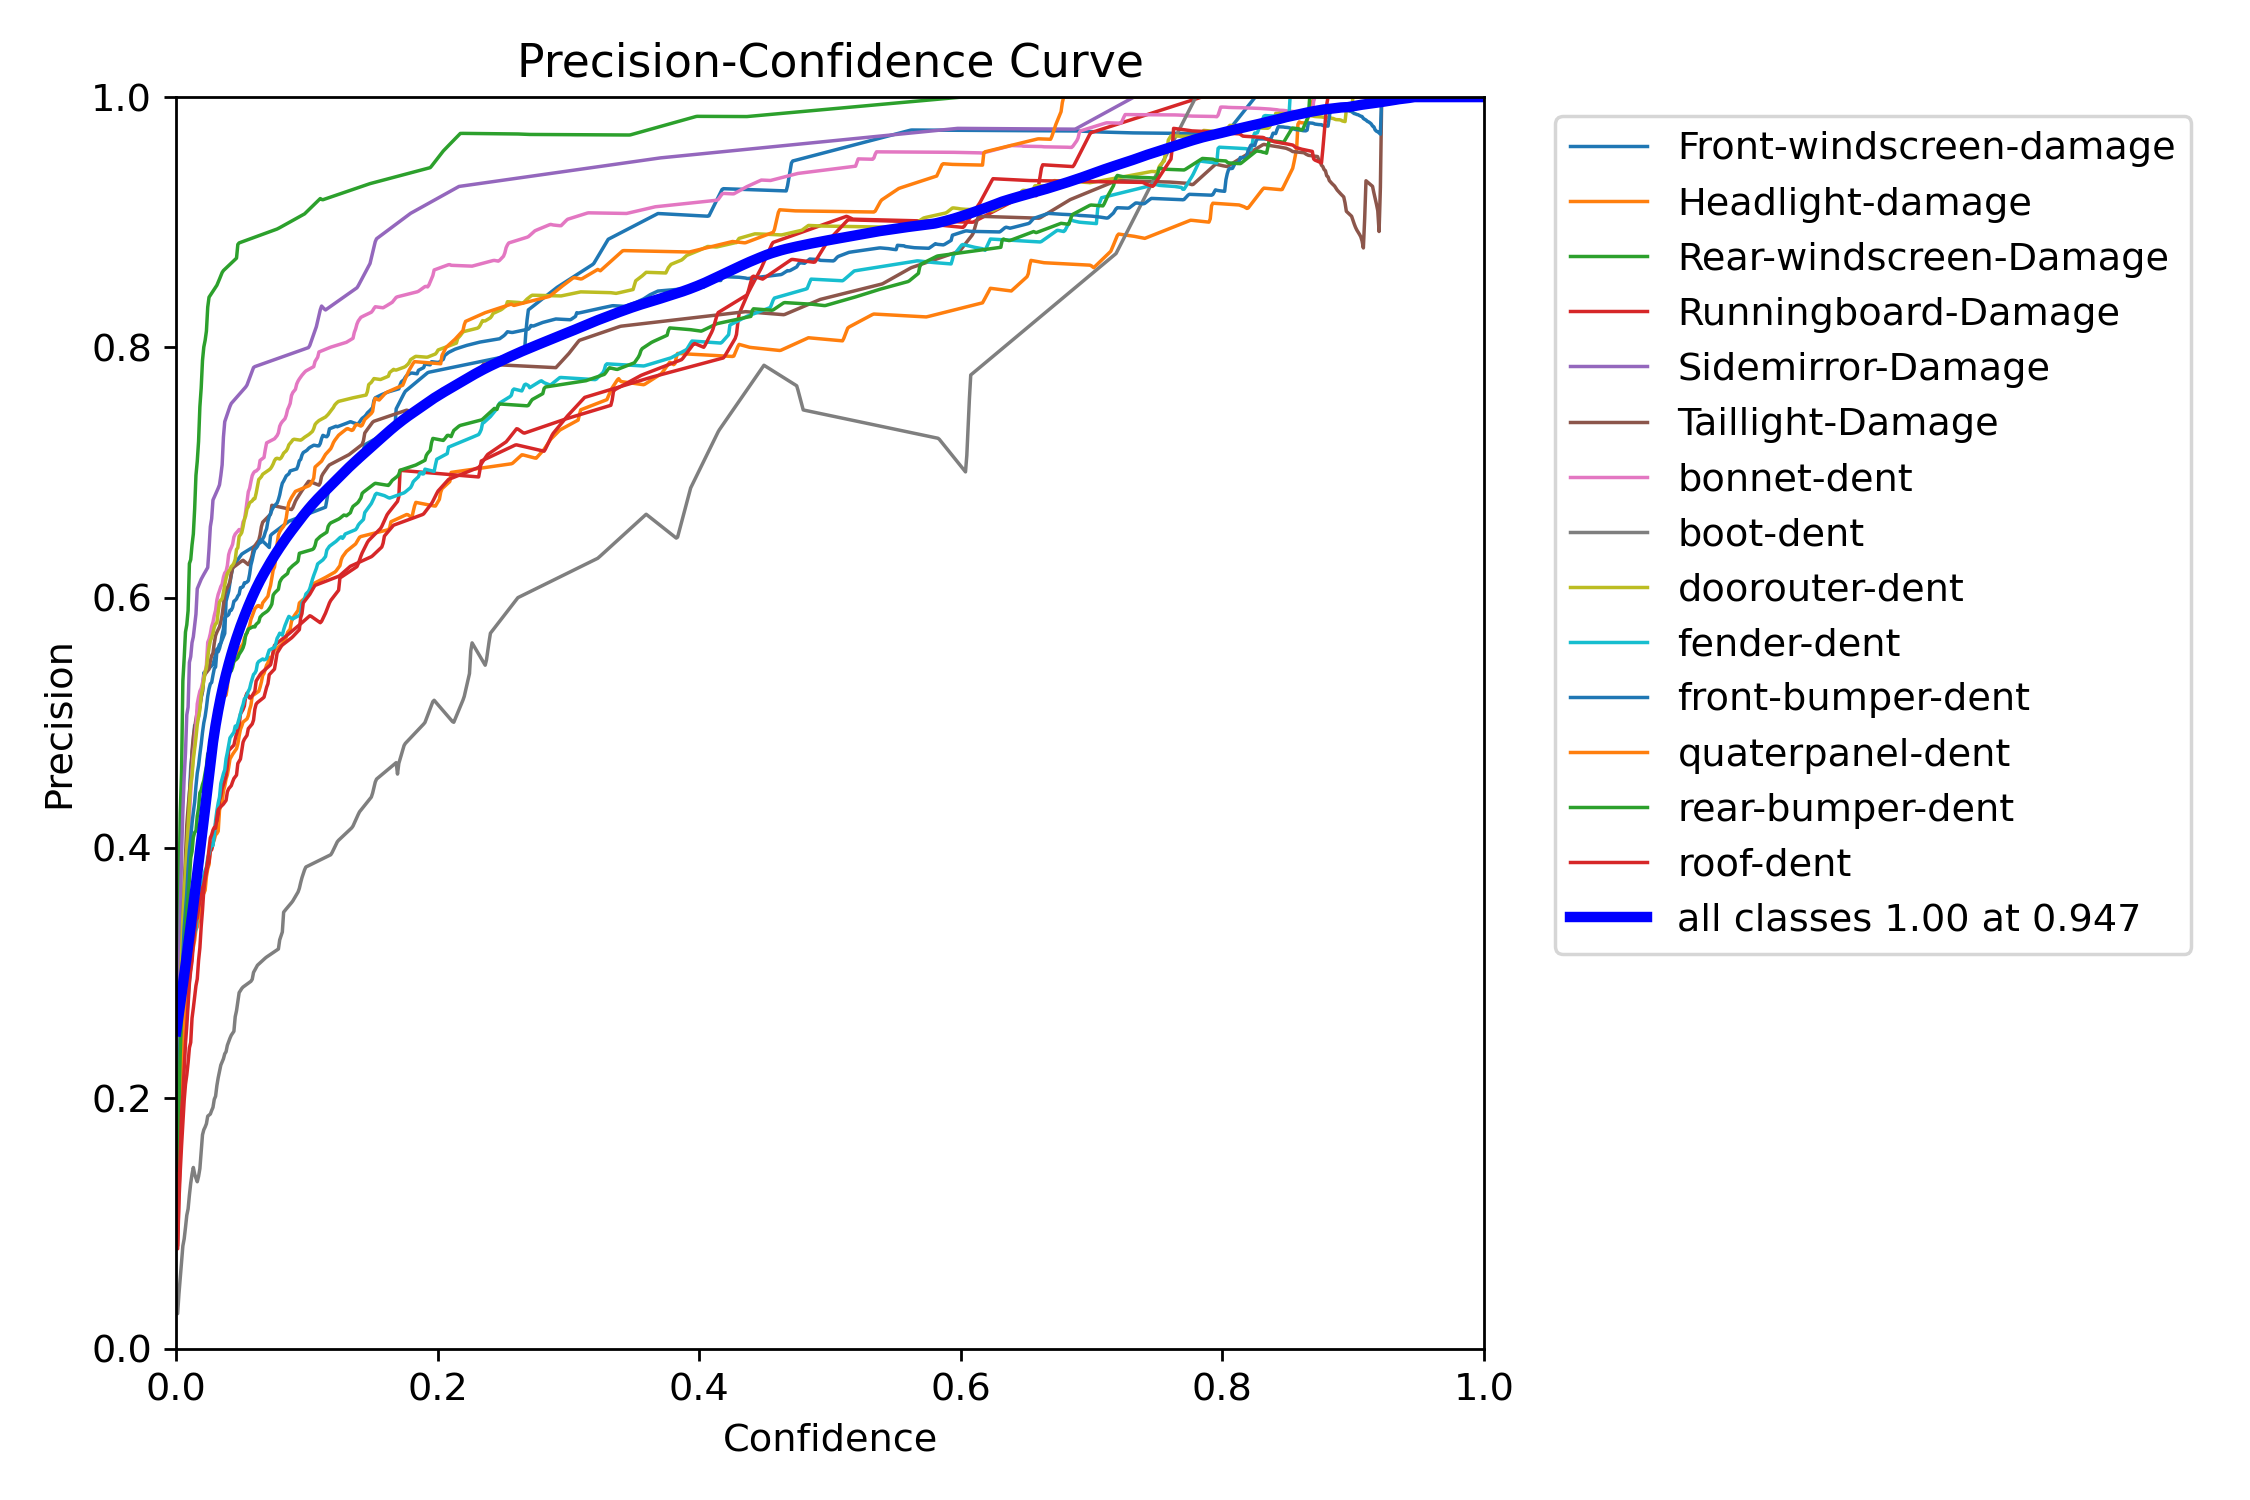 Precision-Confidence Curve
1.0
0.8
0.6
0.4
0.2
0.0
Precision
0.0 0.2 0.4 0.6 0.8 1.0
Confidence
Front-windscreen-damage
Headlight-damage
Rear-windscreen-Damage
Runningboard-Damage
Sidemirror-Damage
Taillight-Damage
bonnet-dent
boot-dent
doorouter-dent
fender-dent
front-bumper-dent
quaterpanel-dent
rear-bumper-dent
roof-dent
all classes 1.00 at 0.947